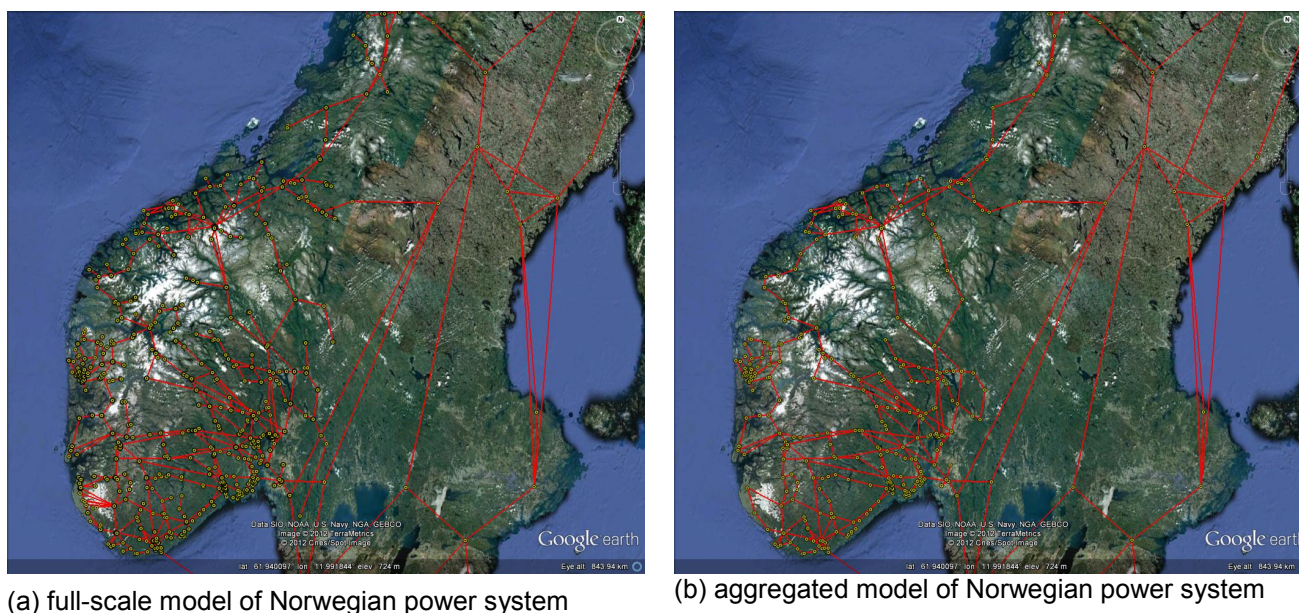 N
N
Data SIO, NOAA, U.S. Navy, NGA, GEBCO
Image © 2012 TerraMetrics
© 2012 Cnes/Spot Image
Google earth
lat 61.940097° lon 11.991844° elev 724 m
Eye alt 843.94 km
Data SIO, NOAA, U.S. Navy, NGA, GEBCO
Image © 2012 TerraMetrics
© 2012 Cnes/Spot Image
Google earth
lat 61.940097° lon 11.991844° elev 724 m
Eye alt 843.94 km
(a) full-scale model of Norwegian power system
(b) aggregated model of Norwegian power system